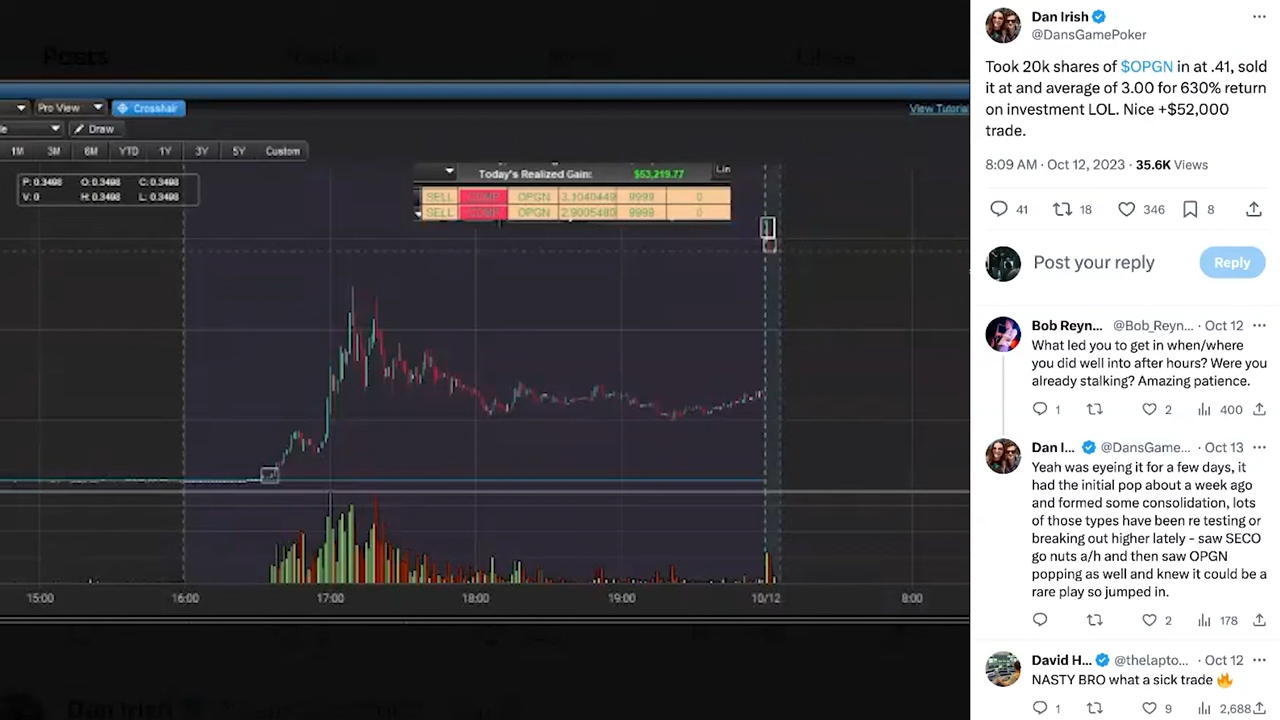 Posts
Pro View
Crosshair
View Tutorial
Draw
1M 3M 6M YTD 1Y 3Y 5Y Custom
P: 0.3498 O: 0.3498 C: 0.3498
V: 0 H: 0.3498 L: 0.3498
Today's Realized Gain: $53,219.77 Lin
SELL OPGN 3.1040449 9999 0
SELL OPGN 2.9005480 9999 0
15:00 16:00 17:00 18:00 19:00 10/12 8:00
Dan Irish
Dan Irish
@DansGamePoker
Took 20k shares of $OPGN in at .41, sold
it at and average of 3.00 for 630% return
on investment LOL. Nice +$52,000
trade.
8:09 AM · Oct 12, 2023 · 35.6K Views
41 18 346 8
Post your reply
Reply
Bob Reyn... @Bob_Reyn... · Oct 12
What led you to get in when/where
you did well into after hours? Were you
already stalking? Amazing patience.
1 2 400
Dan I... @DansGame... · Oct 13
Yeah was eyeing it for a few days, it
had the initial pop about a week ago
and formed some consolidation, lots
of those types have been re testing or
breaking out higher lately - saw SECO
go nuts a/h and then saw OPGN
popping as well and knew it could be a
rare play so jumped in.
2 178
David H... @thelapto... · Oct 12
NASTY BRO what a sick trade 🔥
1 9 2,688